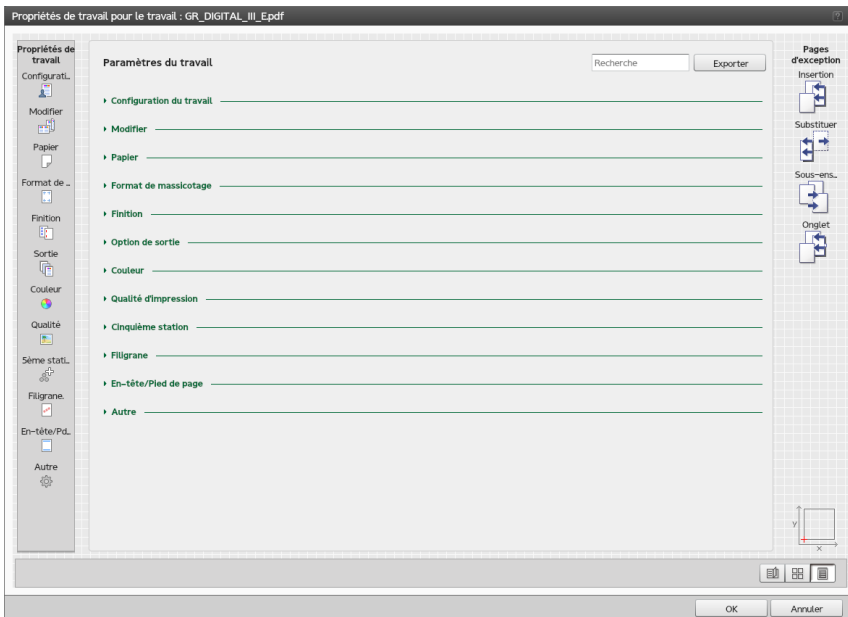 Propriétés de travail pour le travail : GR_DIGITAL_III_E.pdf
Propriétés de
travail
Configurati...
Modifier
Papier
Format de ...
Finition
Sortie
Couleur
Qualité
5ème stati...
Filigrane.
En-tête/Pd...
Autre
Paramètres du travail
Recherche
Exporter
Configuration du travail
Modifier
Papier
Format de massicotage
Finition
Option de sortie
Couleur
Qualité d'impression
Cinquième station
Filigrane
En-tête/Pied de page
Autre
Pages
d'exception
Insertion
Substituer
Sous-ens...
Onglet
Y
X
OK
Annuler